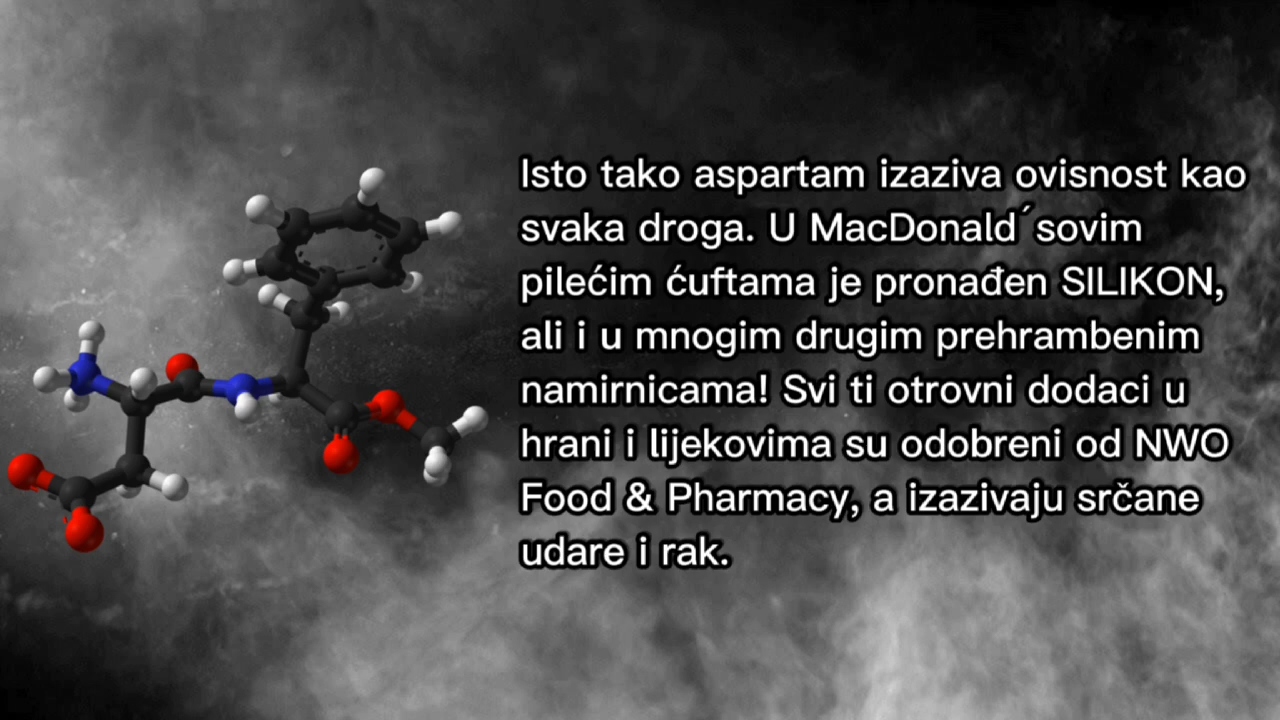 Isto tako aspartam izaziva ovisnost kao
svaka droga. U MacDonald´sovim
pilećim ćuftama je pronađen SILIKON,
ali i u mnogim drugim prehrambenim
namirnicama! Svi ti otrovni dodaci u
hrani i lijekovima su odobreni od NWO
Food & Pharmacy, a izazivaju srčane
udare i rak.